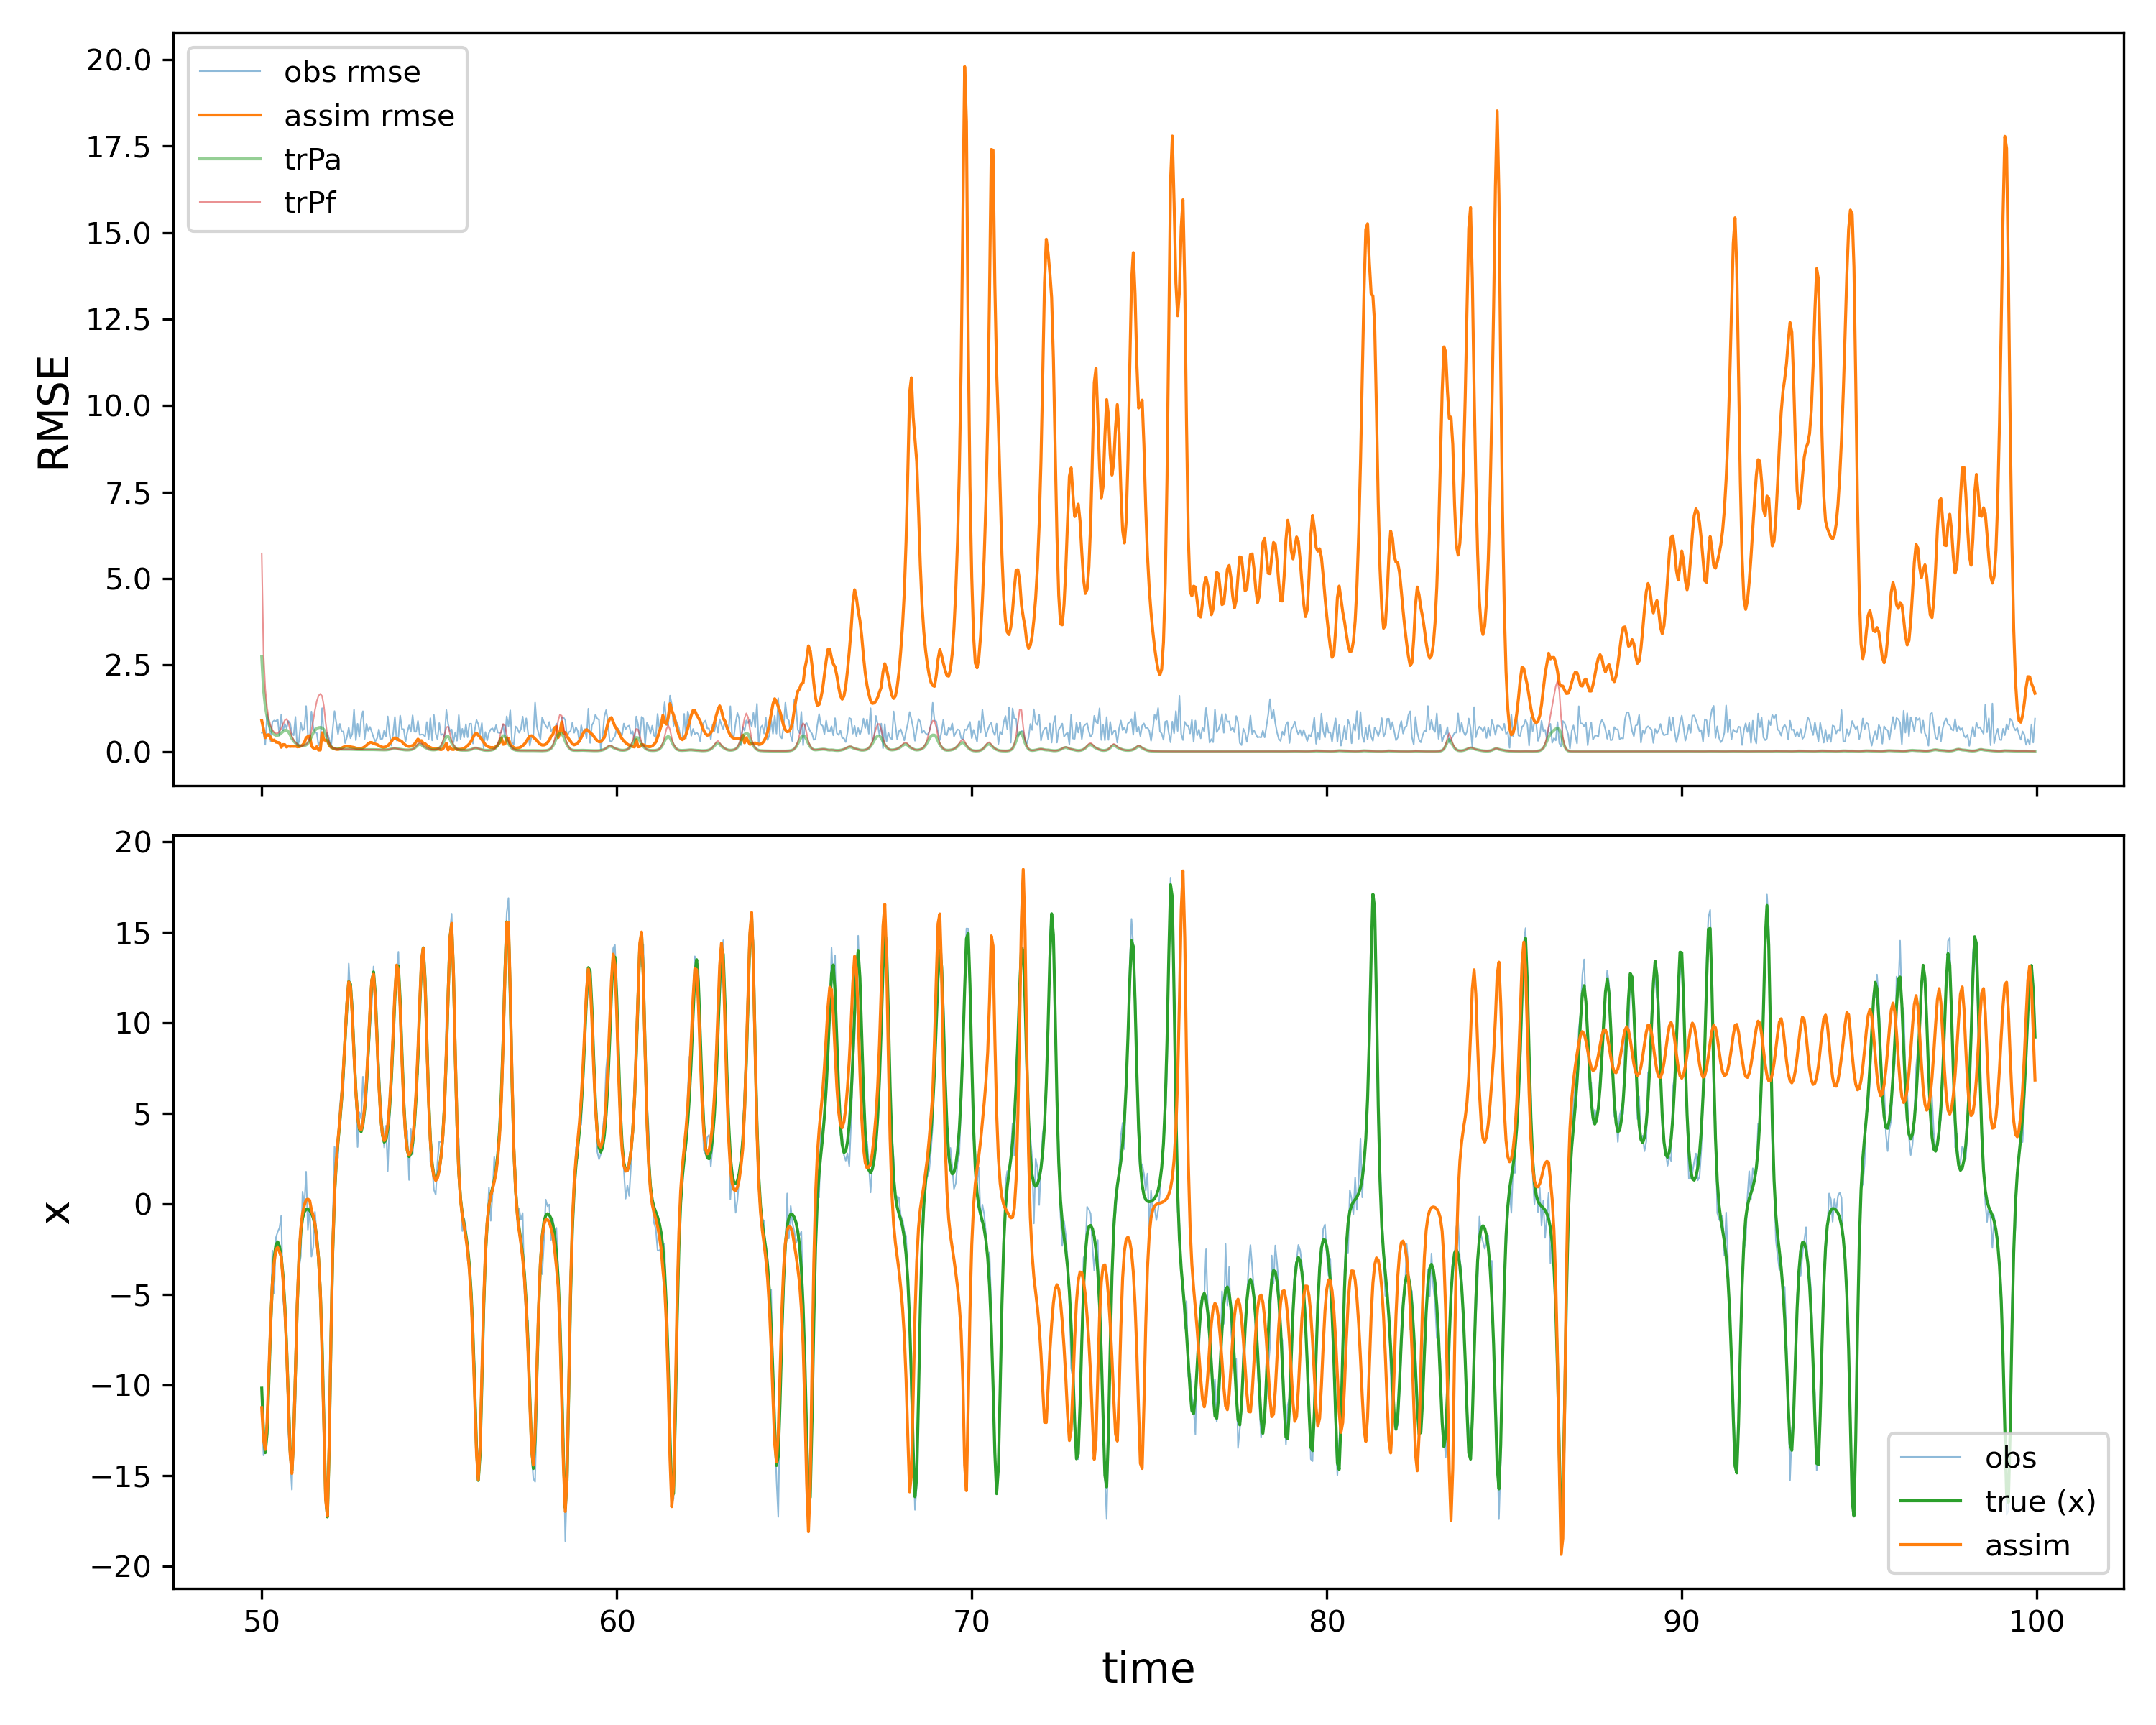 20.0
17.5
15.0
12.5
10.0
7.5
5.0
2.5
0.0
RMSE
obs rmse
assim rmse
trPa
trPf
20
15
10
5
0
−5
−10
−15
−20
x
obs
true (x)
assim
50 60 70 80 90 100
time